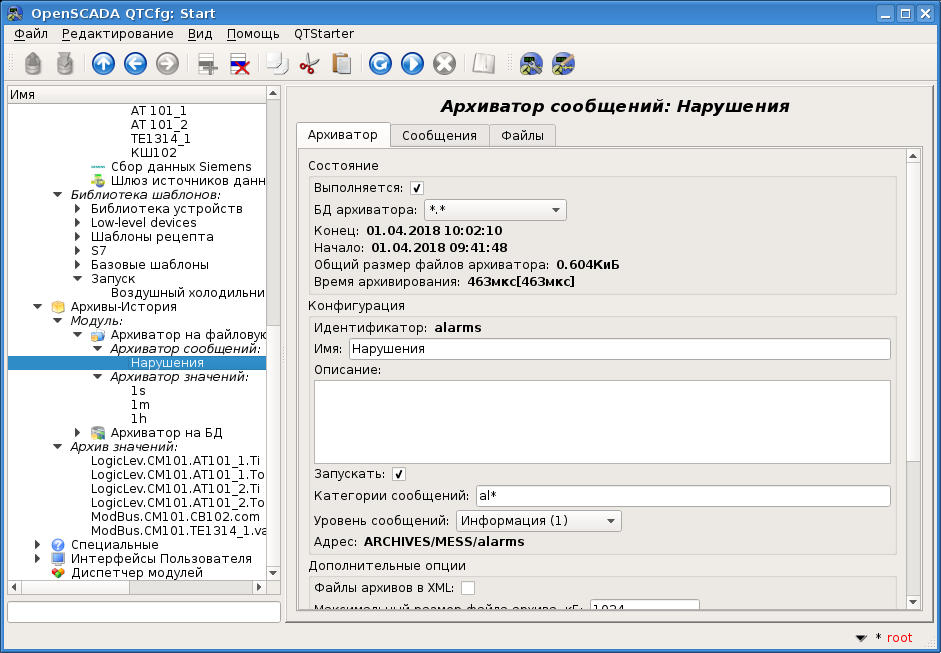 OpenSCADA QTCfg: Start
Файл Редактирование Вид Помощь QTStarter
Имя
AT 101_1
AT 101_2
TE1314_1
КШ102
Сбор данных Siemens
Шлюз источников данн
Библиотека шаблонов:
Библиотека устройств
Low-level devices
Шаблоны рецепта
S7
Базовые шаблоны
Запуск
Воздушный холодильни
Архивы-История
Модуль:
Архиватор на файловую
Архиватор сообщений:
Нарушения
Архиватор значений:
1s
1m
1h
Архиватор на БД
Архив значений:
LogicLev.CM101.AT101_1.Ti
LogicLev.CM101.AT101_1.To
LogicLev.CM101.AT101_2.Ti
LogicLev.CM101.AT101_2.To
ModBus.CM101.CB102.com
ModBus.CM101.TE1314_1.va
Специальные
Интерфейсы Пользователя
Диспетчер модулей
Архиватор сообщений: Нарушения
Архиватор Сообщения Файлы
Состояние
Выполняется:
БД архиватора: *.*
Конец: 01.04.2018 10:02:10
Начало: 01.04.2018 09:41:48
Общий размер файлов архиватора: 0.604КиБ
Время архивирования: 463мкс[463мкс]
Конфигурация
Идентификатор: alarms
Имя: Нарушения
Описание:
Запускать:
Категории сообщений: al*
Уровень сообщений: Информация (1)
Адрес: ARCHIVES/MESS/alarms
Дополнительные опции
Файлы архивов в XML:
Максимальный размер файла архива, кБ: 1024
* root